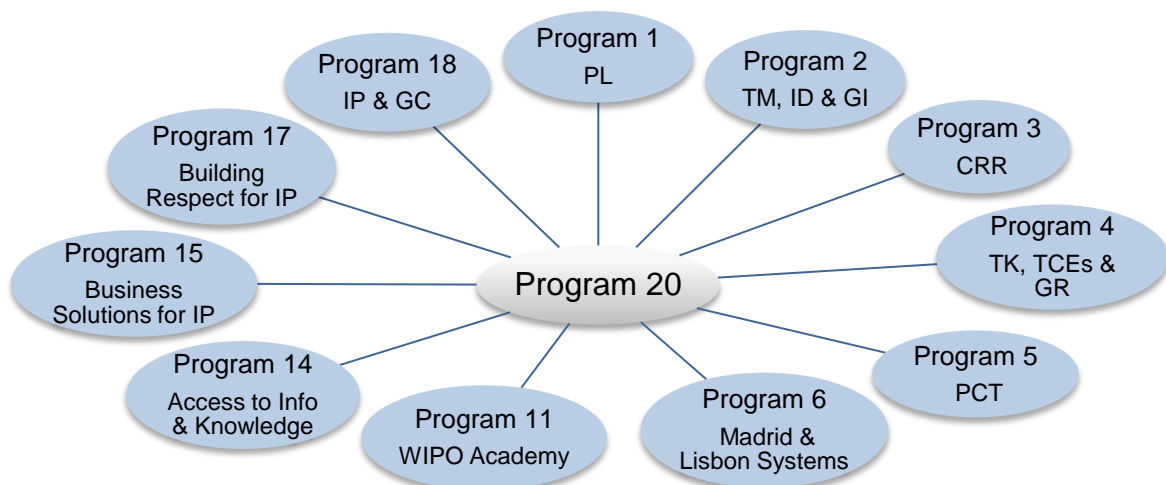 Program 1
PL
Program 2
TM, ID & GI
Program 3
CRR
Program 4
TK, TCEs &
GR
Program 5
PCT
Program 6
Madrid &
Lisbon Systems
Program 11
WIPO Academy
Program 14
Access to Info
& Knowledge
Program 15
Business
Solutions for IP
Program 17
Building
Respect for IP
Program 18
IP & GC
Program 20